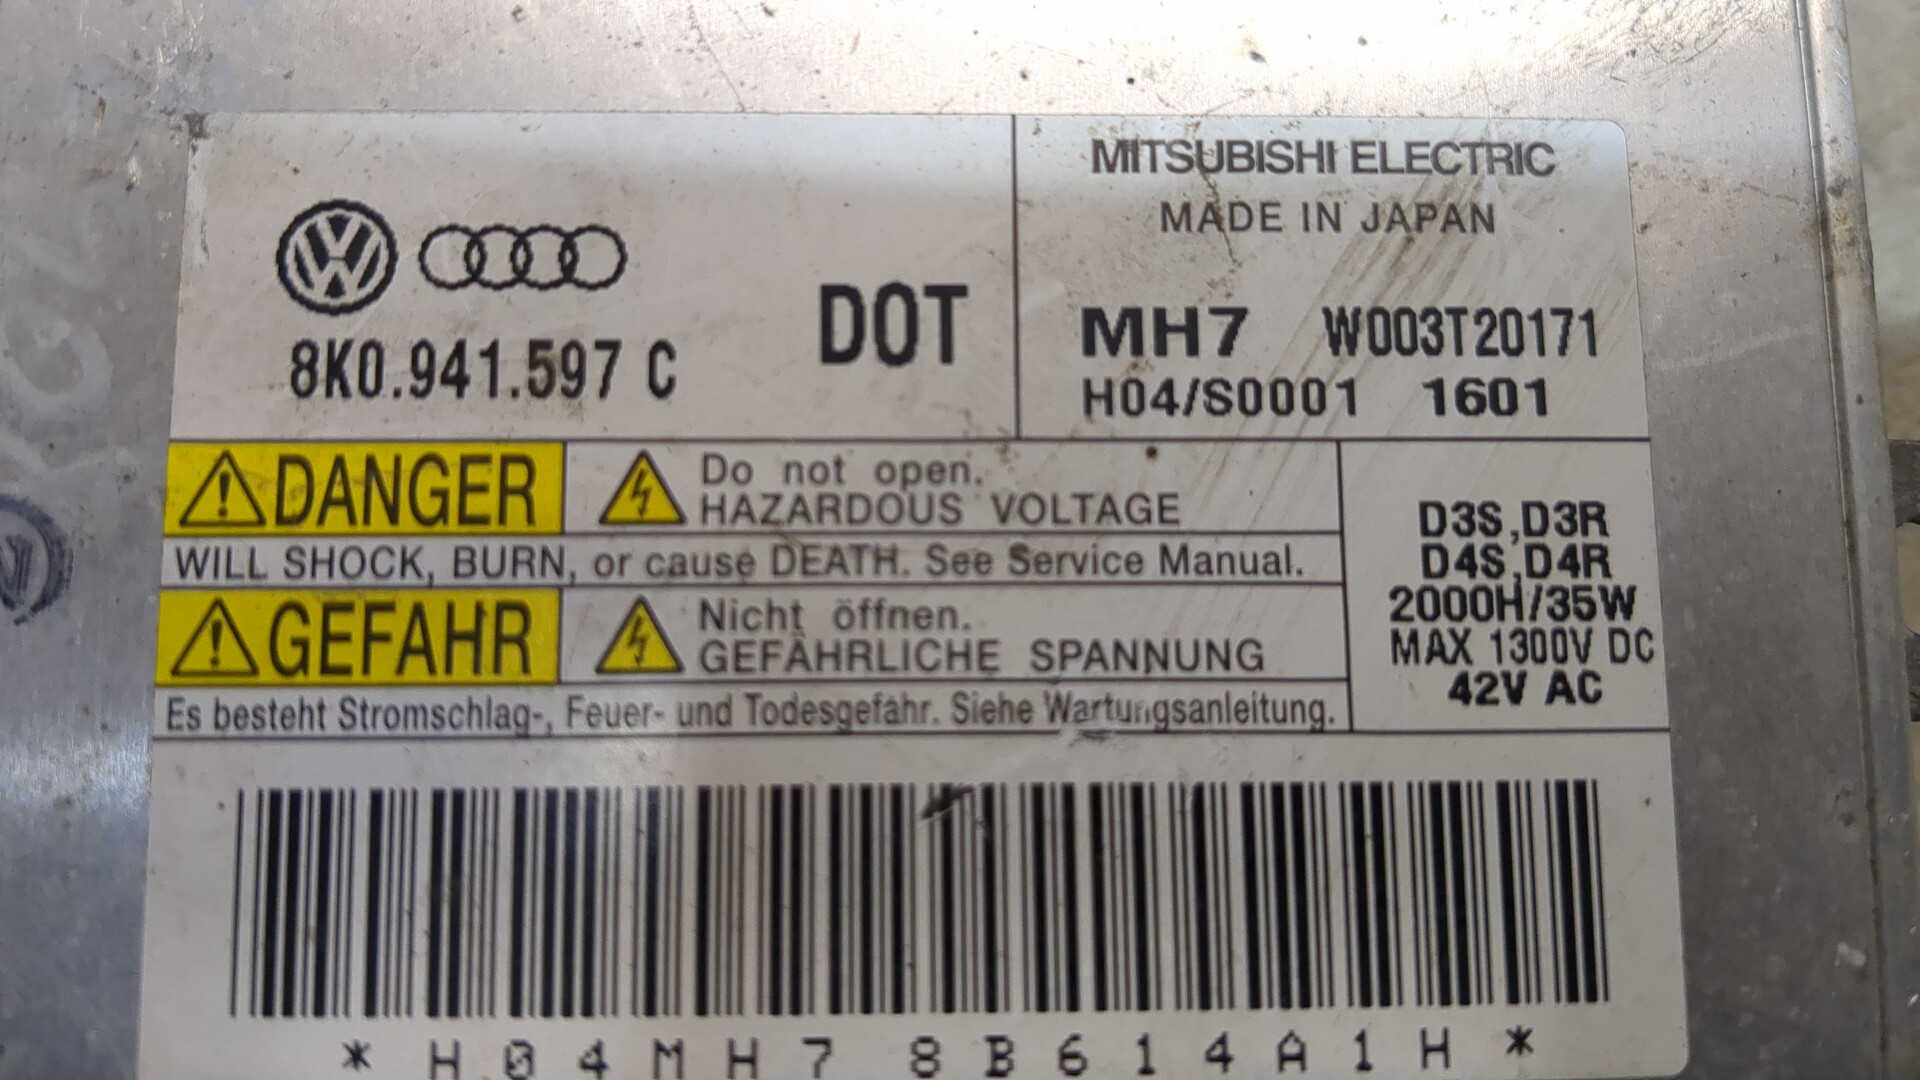 MITSUBISHI ELECTRIC
MADE IN JAPAN
8K0.941.597 C
DOT
MH7 W003T20171
H04/S0001 1601
DANGER
Do not open.
HAZARDOUS VOLTAGE
WILL SHOCK, BURN, or cause DEATH. See Service Manual.
GEFAHR
Nicht öffnen.
GEFÄHRLICHE SPANNUNG
Es besteht Stromschlag-, Feuer- und Todesgefahr. Siehe Wartungsanleitung.
D3S,D3R
D4S,D4R
2000H/35W
MAX 1300V DC
42V AC
*H04MH78B614A1H*